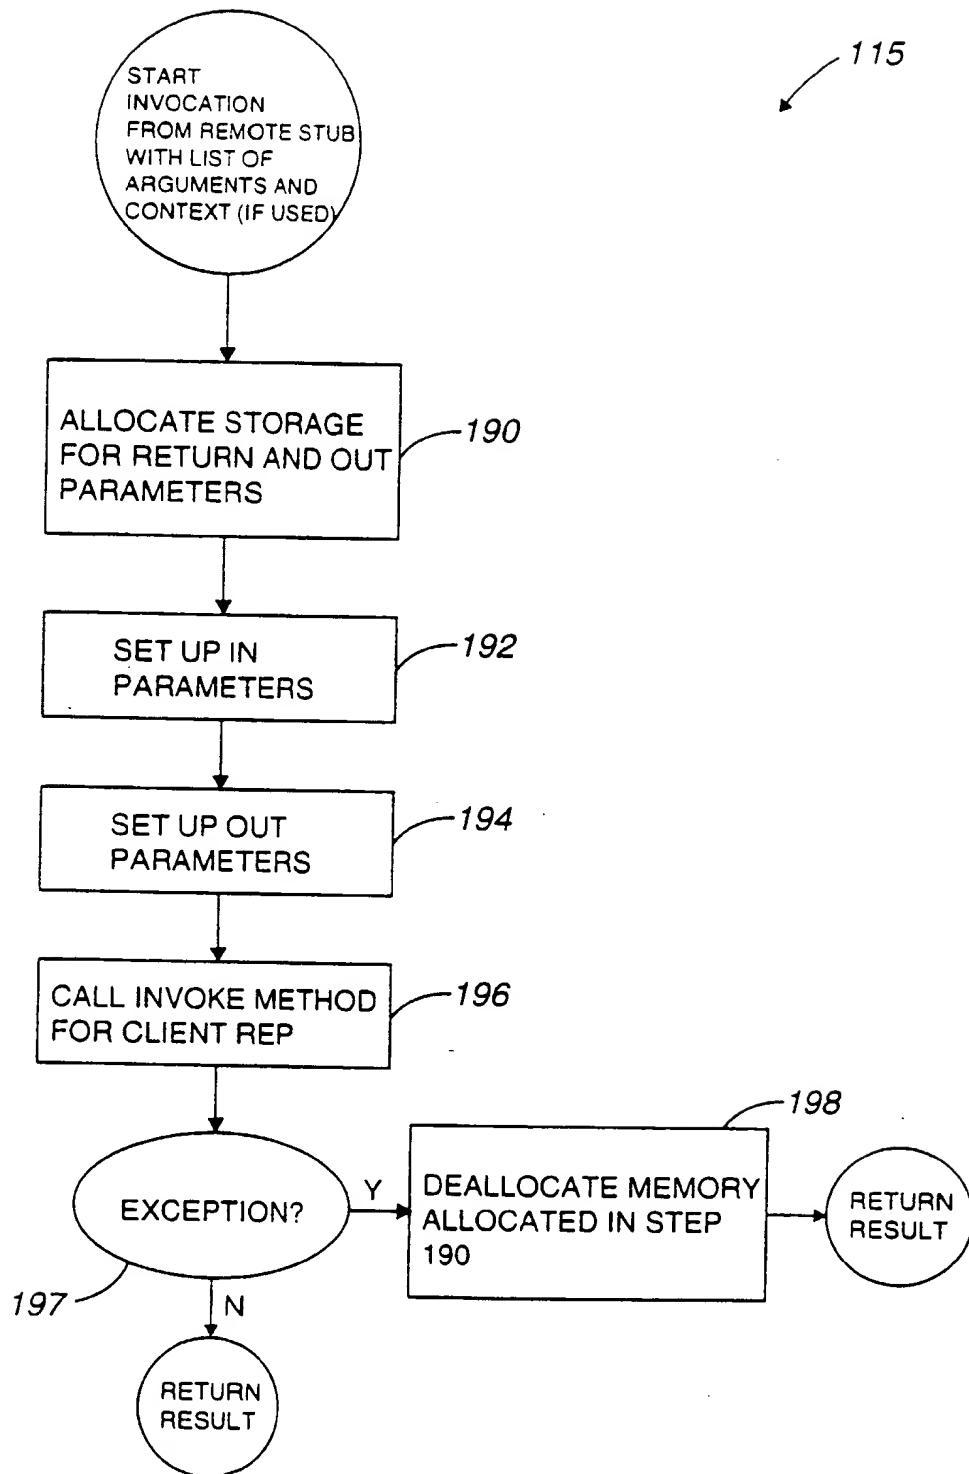 115
START
INVOCATION
FROM REMOTE STUB
WITH LIST OF
ARGUMENTS AND
CONTEXT (IF USED)
ALLOCATE STORAGE
FOR RETURN AND OUT
PARAMETERS
190
SET UP IN
PARAMETERS
192
SET UP OUT
PARAMETERS
194
CALL INVOKE METHOD
FOR CLIENT REP
196
EXCEPTION?
197
Y
N
198
DEALLOCATE MEMORY
ALLOCATED IN STEP
190
RETURN
RESULT
RETURN
RESULT